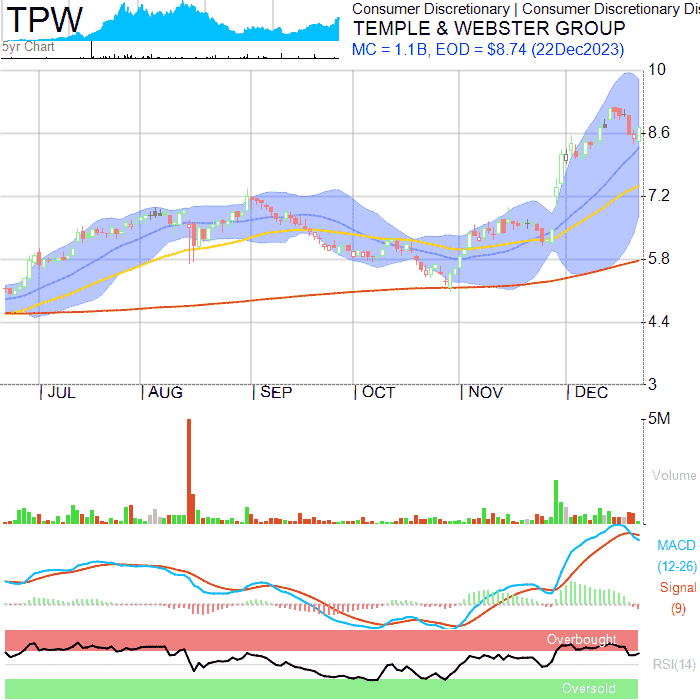 TPW
5yr Chart
Consumer Discretionary | Consumer Discretionary Dis
TEMPLE & WEBSTER GROUP
MC = 1.1B, EOD = $8.74 (22Dec2023)
10
8.6
7.2
5.8
4.4
3
JUL AUG SEP OCT NOV DEC
5M
Volume
MACD
(12-26)
Signal
(9)
Overbought
RSI(14)
Oversold